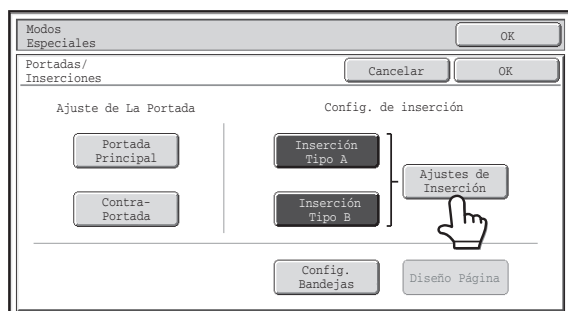 Modos
Especiales
OK
Portadas/
Inserciones
Cancelar
OK
Ajuste de La Portada
Config. de inserción
Portada
Principal
Inserción
Tipo A
Ajustes de
Inserción
Contra-
Portada
Inserción
Tipo B
Config.
Bandejas
Diseño Página